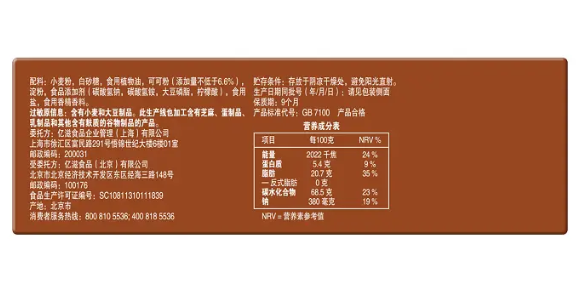 配料：小麦粉，白砂糖，食用植物油，可可粉（添加量不低于6.6%），
淀粉，食品添加剂（碳酸氢钠，碳酸氢铵，大豆磷脂，柠檬酸），食用
盐，食用香精香料。
过敏原信息：含有小麦和大豆制品。此生产线也加工含有芝麻、蛋制品、
乳制品和其他含有麸质的谷物制品的产品。
委托方：亿滋食品企业管理（上海）有限公司
上海市徐汇区富民路291号悟锦世纪大楼6楼01室
邮政编码：200031
受委托方：亿滋食品（北京）有限公司
北京市北京经济技术开发区东区经海三路148号
邮政编码：100176
食品生产许可证编号：SC10811310111839
产地：北京市
消费者服务热线：800 810 5536; 400 818 5536
贮存条件：存放于阴凉干燥处，避免阳光直射。
生产日期同批号（年/月/日）：请见包装侧面
保质期：9个月
产品标准代号：GB 7100 产品合格
营养成分表
项目 每100克 NRV %
能量 2022 千焦 24 %
蛋白质 5.4 克 9 %
脂肪 20.7 克 35 %
— 反式脂肪 0 克
碳水化合物 68.5 克 23 %
钠 380 毫克 19 %
NRV = 营养素参考值